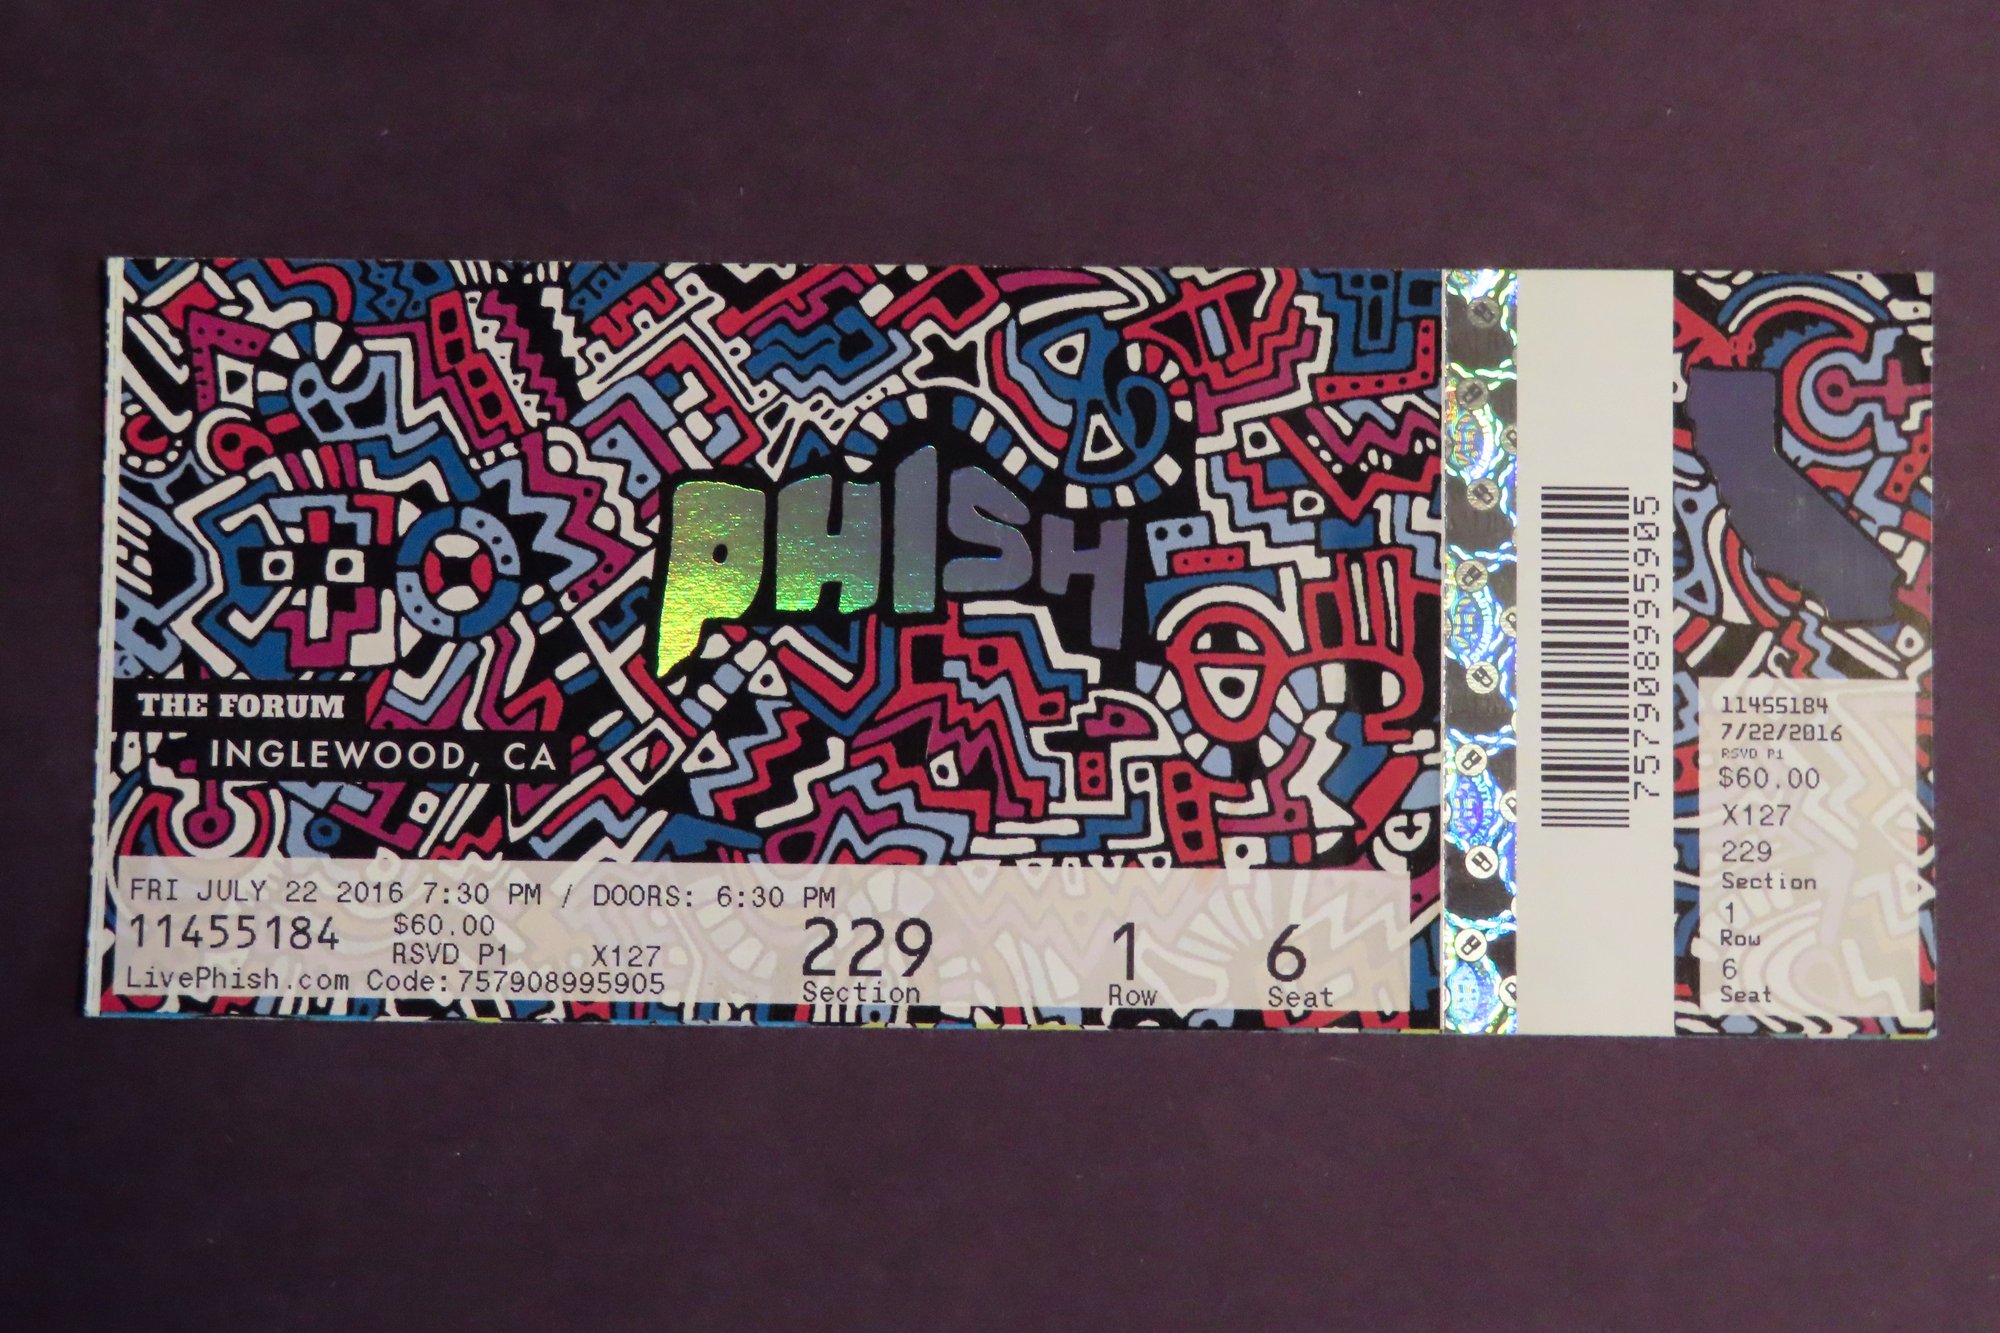 PHISH
THE FORUM
INGLEWOOD, CA
FRI JULY 22 2016 7:30 PM / DOORS: 6:30 PM
11455184 $60.00
RSVD P1 X127
LivePhish.com Code:757908995905
229
Section
1
Row
6
Seat
757908995905
11455184
7/22/2016
RSVD P1
$60.00
X127
229
Section
1
Row
6
Seat